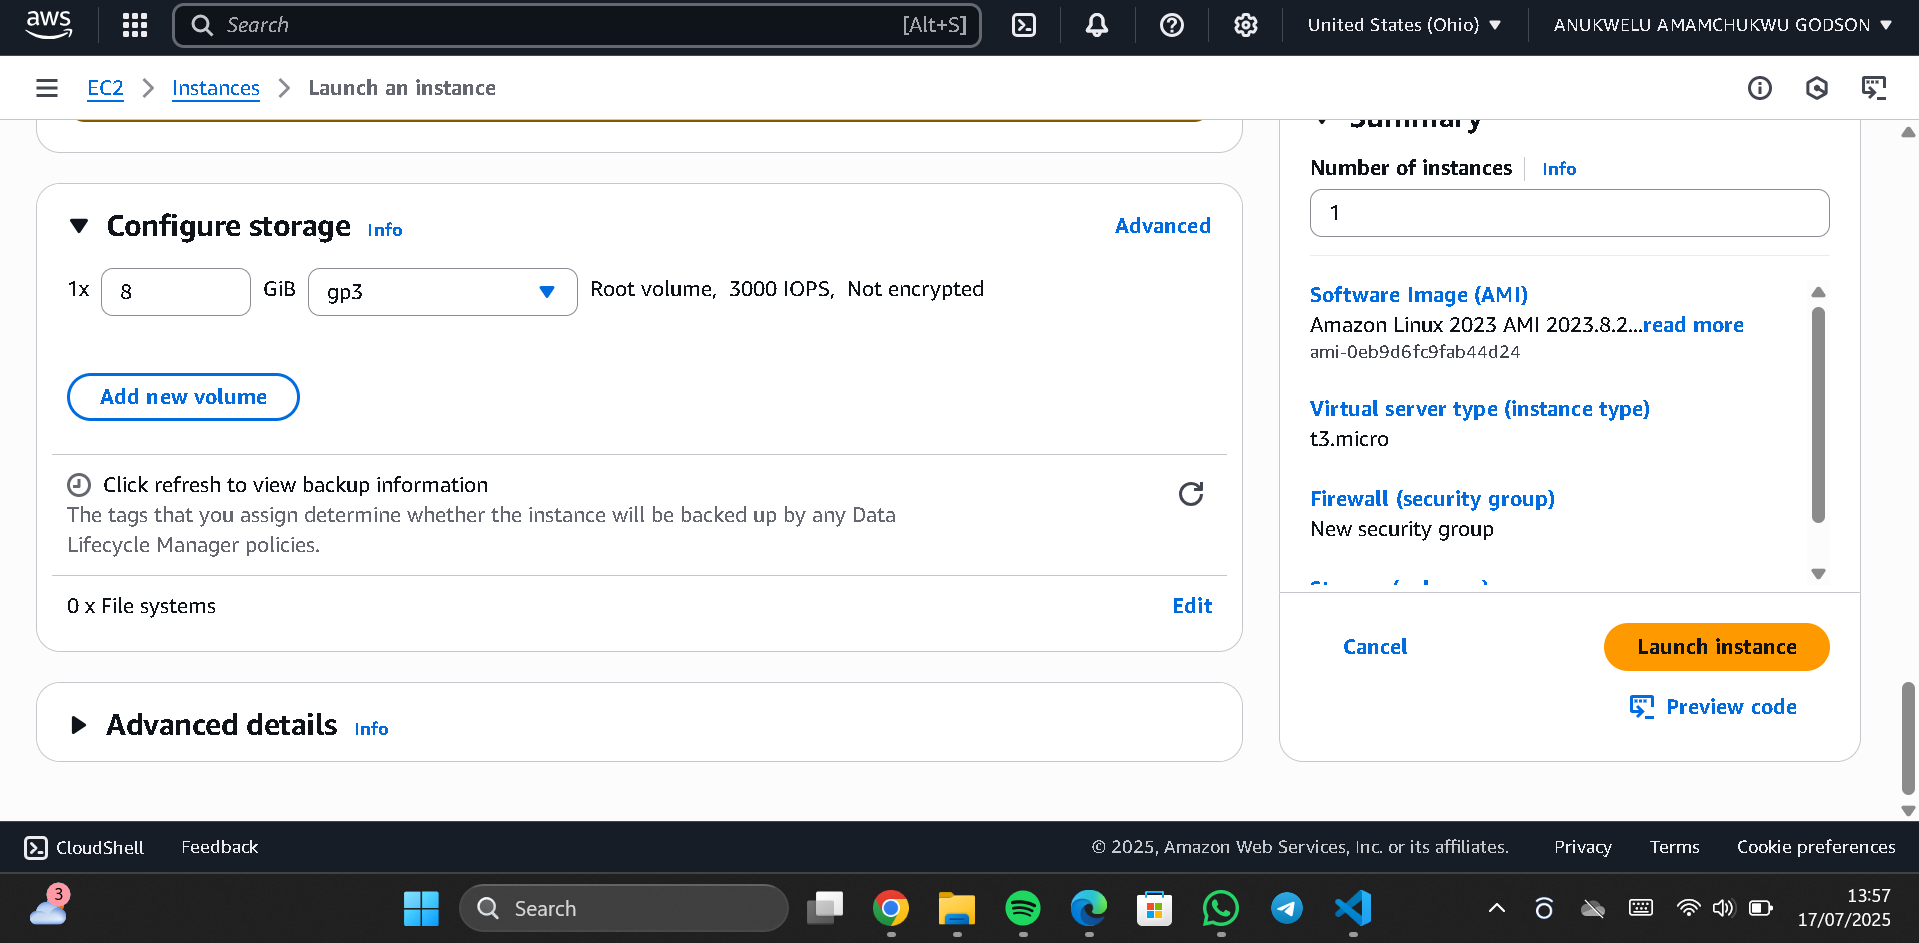 aws
Search
[Alt+S]
United States (Ohio)
ANUKWELU AMAMCHUKWU GODSON
EC2
Instances
Launch an instance
Configure storage
Info
Advanced
1x
8
GiB
gp3
Root volume, 3000 IOPS, Not encrypted
Add new volume
Click refresh to view backup information
The tags that you assign determine whether the instance will be backed up by any Data
Lifecycle Manager policies.
0 x File systems
Edit
Advanced details
Info
Summary
Number of instances
Info
1
Software Image (AMI)
Amazon Linux 2023 AMI 2023.8.2...read more
ami-0eb9d6fc9fab44d24
Virtual server type (instance type)
t3.micro
Firewall (security group)
New security group
Cancel
Launch instance
Preview code
CloudShell
Feedback
© 2025, Amazon Web Services, Inc. or its affiliates.
Privacy
Terms
Cookie preferences
3
Search
13:57
17/07/2025